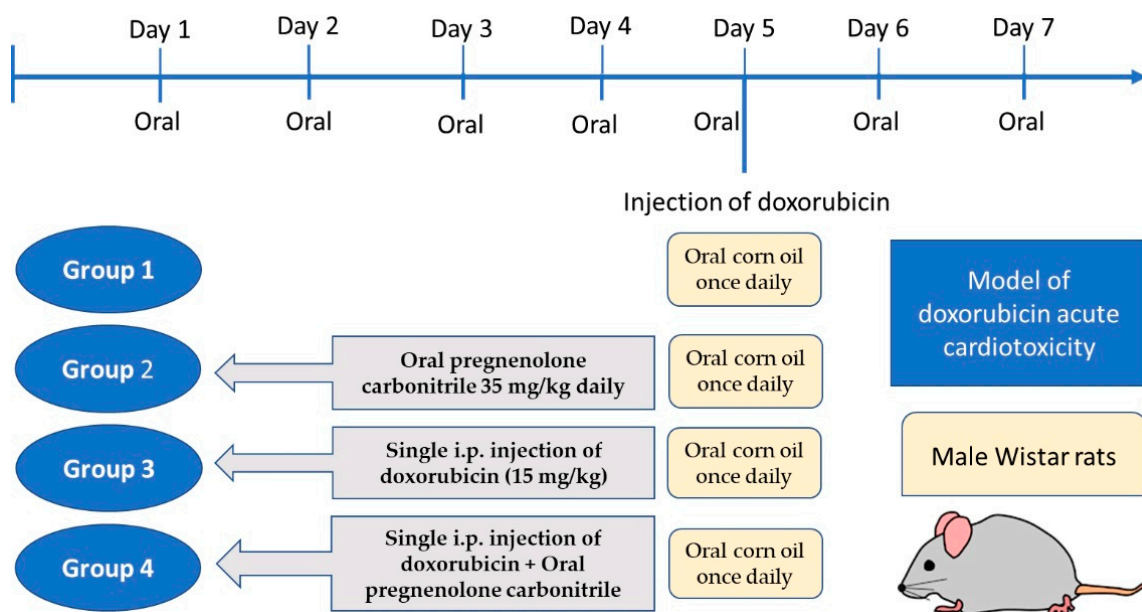 Day 1
Day 2
Day 3
Day 4
Day 5
Day 6
Day 7
Oral
Oral
Oral
Oral
Oral
Oral
Oral
Injection of doxorubicin
Group 1
Oral corn oil
once daily
Group 2
Oral pregnenolone
carbonitrile 35 mg/kg daily
Oral corn oil
once daily
Group 3
Single i.p. injection of
doxorubicin (15 mg/kg)
Oral corn oil
once daily
Group 4
Single i.p. injection of
doxorubicin + Oral
pregnenolone carbonitrile
Oral corn oil
once daily
Model of
doxorubicin acute
cardiotoxicity
Male Wistar rats